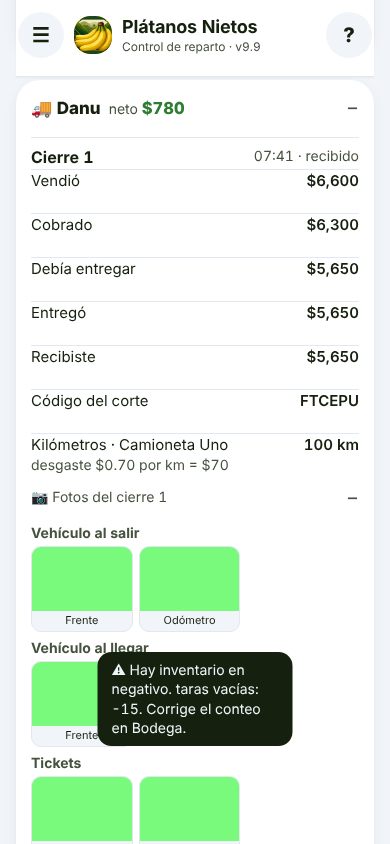 ☰
Plátanos Nietos
Control de reparto · v9.9
?
🚚 Danu neto $780 −
Cierre 1 07:41 · recibido
Vendió $6,600
Cobrado $6,300
Debía entregar $5,650
Entregó $5,650
Recibiste $5,650
Código del corte FTCEPU
Kilómetros · Camioneta Uno 100 km
desgaste $0.70 por km = $70
📷 Fotos del cierre 1 −
Vehículo al salir
Frente Odómetro
Vehículo al llegar
Frente
⚠ Hay inventario en
negativo. taras vacías:
-15. Corrige el conteo
en Bodega.
Tickets